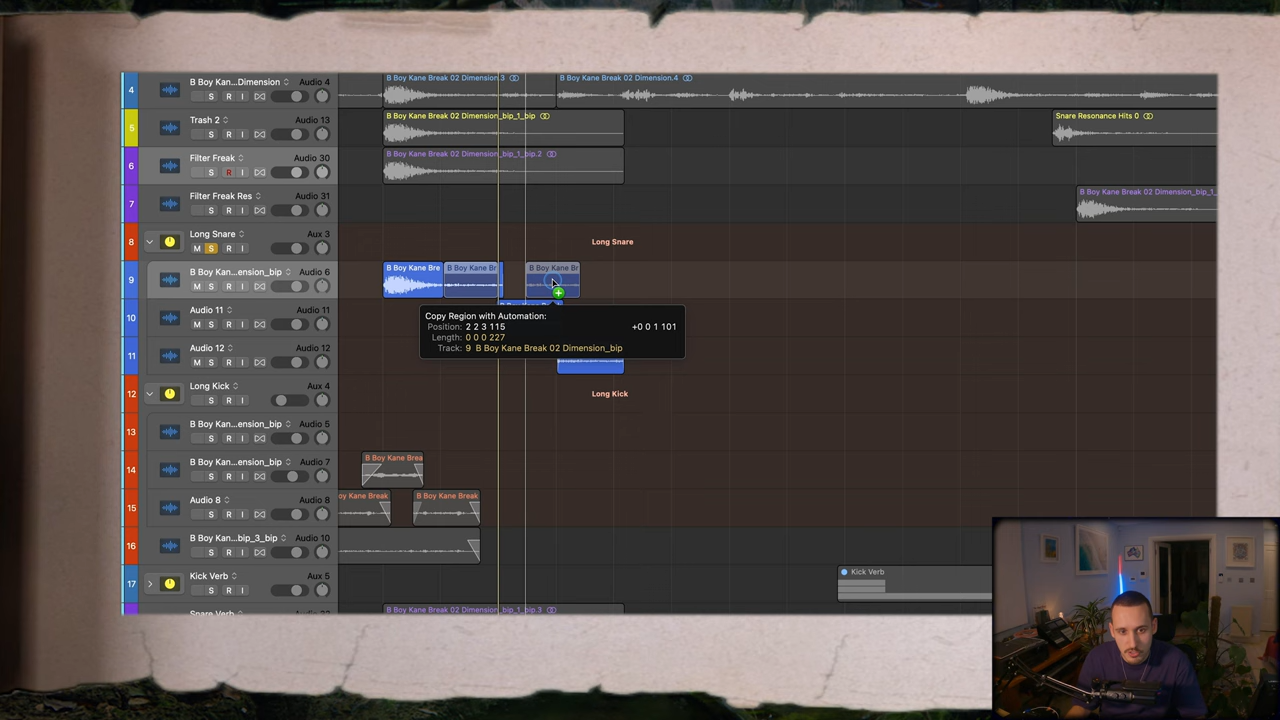 4 B Boy Kan...Dimension Audio 4 B Boy Kane Break 02 Dimension.3 B Boy Kane Break 02 Dimension.4
S R I
5 Trash 2 Audio 13 B Boy Kane Break 02 Dimension_bip_1_bip Snare Resonance Hits 0
S R I
6 Filter Freak Audio 30 B Boy Kane Break 02 Dimension_bip_1_bip.2
S R I
7 Filter Freak Res Audio 31 B Boy Kane Break 02 Dimension_bip_1_
S R I
8 Long Snare Aux 3 Long Snare
M S R I
9 B Boy Kan...ension_bip Audio 6 B Boy Kane Bre B Boy Kane Br B Boy Kane Br
M S R I
10 Audio 11 Audio 11
M S R I
Copy Region with Automation:
Position: 2 2 3 115 +0 0 1 101
Length: 0 0 0 227
Track: 9 B Boy Kane Break 02 Dimension_bip
11 Audio 12 Audio 12
M S R I
12 Long Kick Aux 4 Long Kick
S R I
13 B Boy Kan...ension_bip Audio 5
S R I
14 B Boy Kan...ension_bip Audio 7 B Boy Kane Brea
S R I
15 Audio 8 Audio 8 oy Kane Break B Boy Kane Break
S R I
16 B Boy Kan...bip_3_bip Audio 10
S R I
17 Kick Verb Aux 5 Kick Verb
S R I
B Boy Kane Break 02 Dimension_bip_1_bip.3